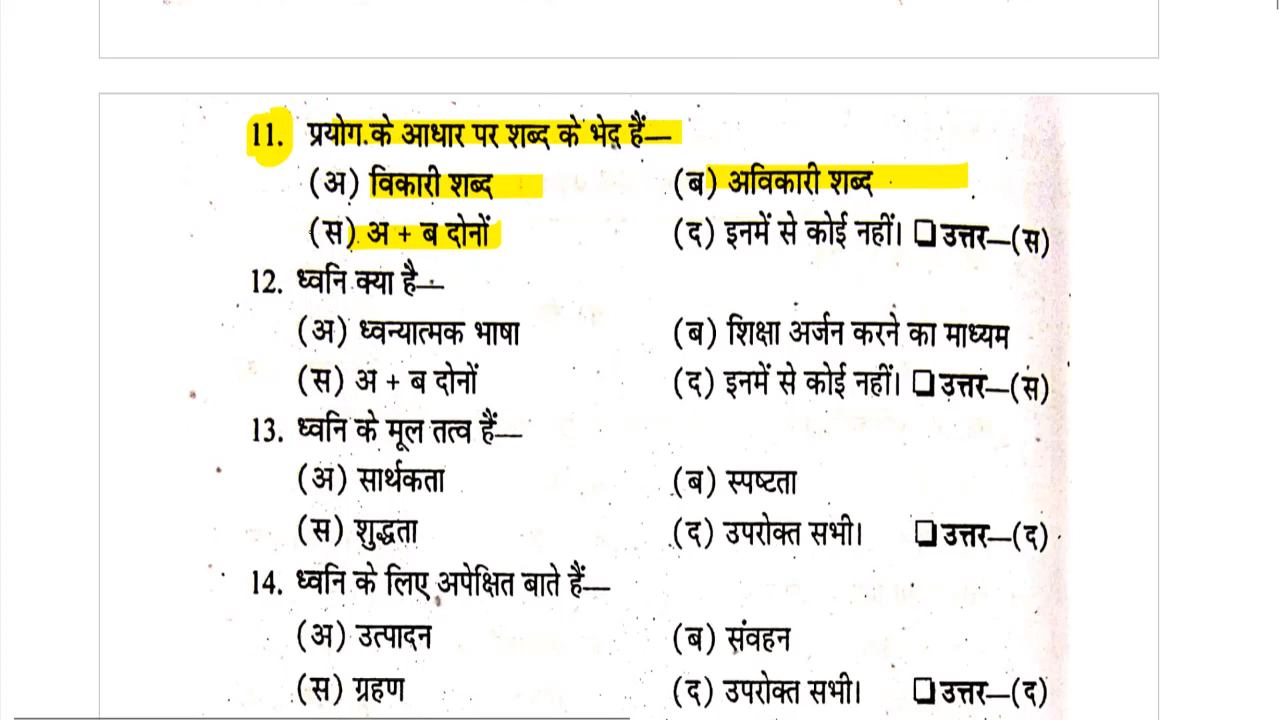 11. प्रयोग के आधार पर शब्द के भेद हैं—
(अ) विकारी शब्द (ब) अविकारी शब्द
(स) अ + ब दोनों (द) इनमें से कोई नहीं। ❑ उत्तर—(स)
12. ध्वनि क्या है—
(अ) ध्वन्यात्मक भाषा (ब) शिक्षा अर्जन करने का माध्यम
(स) अ + ब दोनों (द) इनमें से कोई नहीं। ❑ उत्तर—(स)
13. ध्वनि के मूल तत्व हैं—
(अ) सार्थकता (ब) स्पष्टता
(स) शुद्धता (द) उपरोक्त सभी। ❑ उत्तर—(द)
14. ध्वनि के लिए अपेक्षित बाते हैं—
(अ) उत्पादन (ब) संवहन
(स) ग्रहण (द) उपरोक्त सभी। ❑ उत्तर—(द)